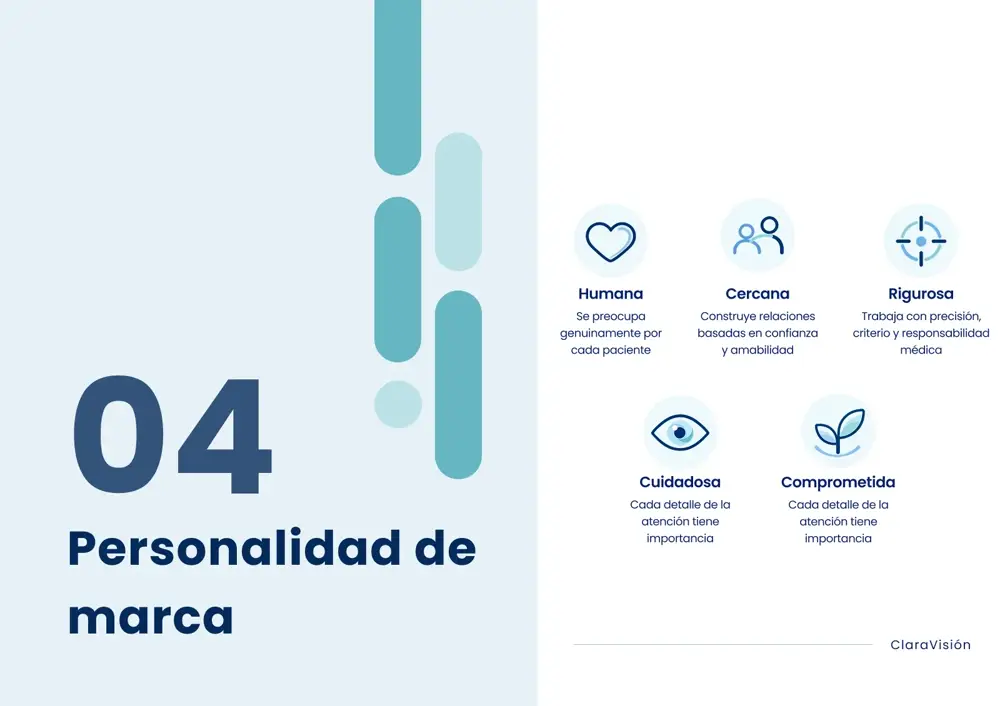 04
Personalidad de
marca
Humana
Se preocupa
genuinamente por
cada paciente
Cercana
Construye relaciones
basadas en confianza
y amabilidad
Rigurosa
Trabaja con precisión,
criterio y responsabilidad
médica
Cuidadosa
Cada detalle de la
atención tiene
importancia
Comprometida
Cada detalle de la
atención tiene
importancia
ClaraVisión